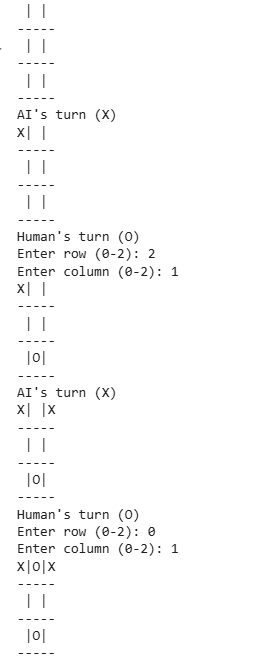 | |
-----
 | |
-----
 | |
-----
AI's turn (X)
X| |
-----
 | |
-----
 | |
-----
Human's turn (O)
Enter row (0-2): 2
Enter column (0-2): 1
X| |
-----
 | |
-----
 |O|
-----
AI's turn (X)
X| |X
-----
 | |
-----
 |O|
-----
Human's turn (O)
Enter row (0-2): 0
Enter column (0-2): 1
X|O|X
-----
 | |
-----
 |O|
-----